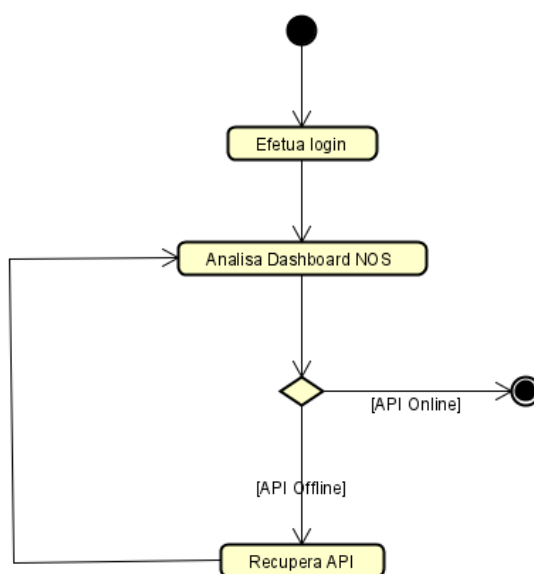 Efetua login
Analisa Dashboard NOS
[API Online]
[API Offline]
Recupera API